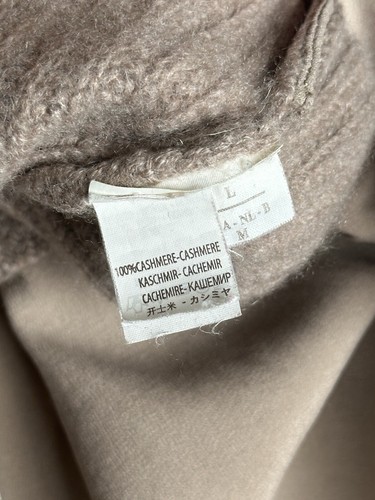 L
A - NL - B
M
100%CASHMERE-CASHMERE
KASCHMIR- CACHEMIR
CACHEMIRE-КАШЕМИР
开士米 - カシミヤ